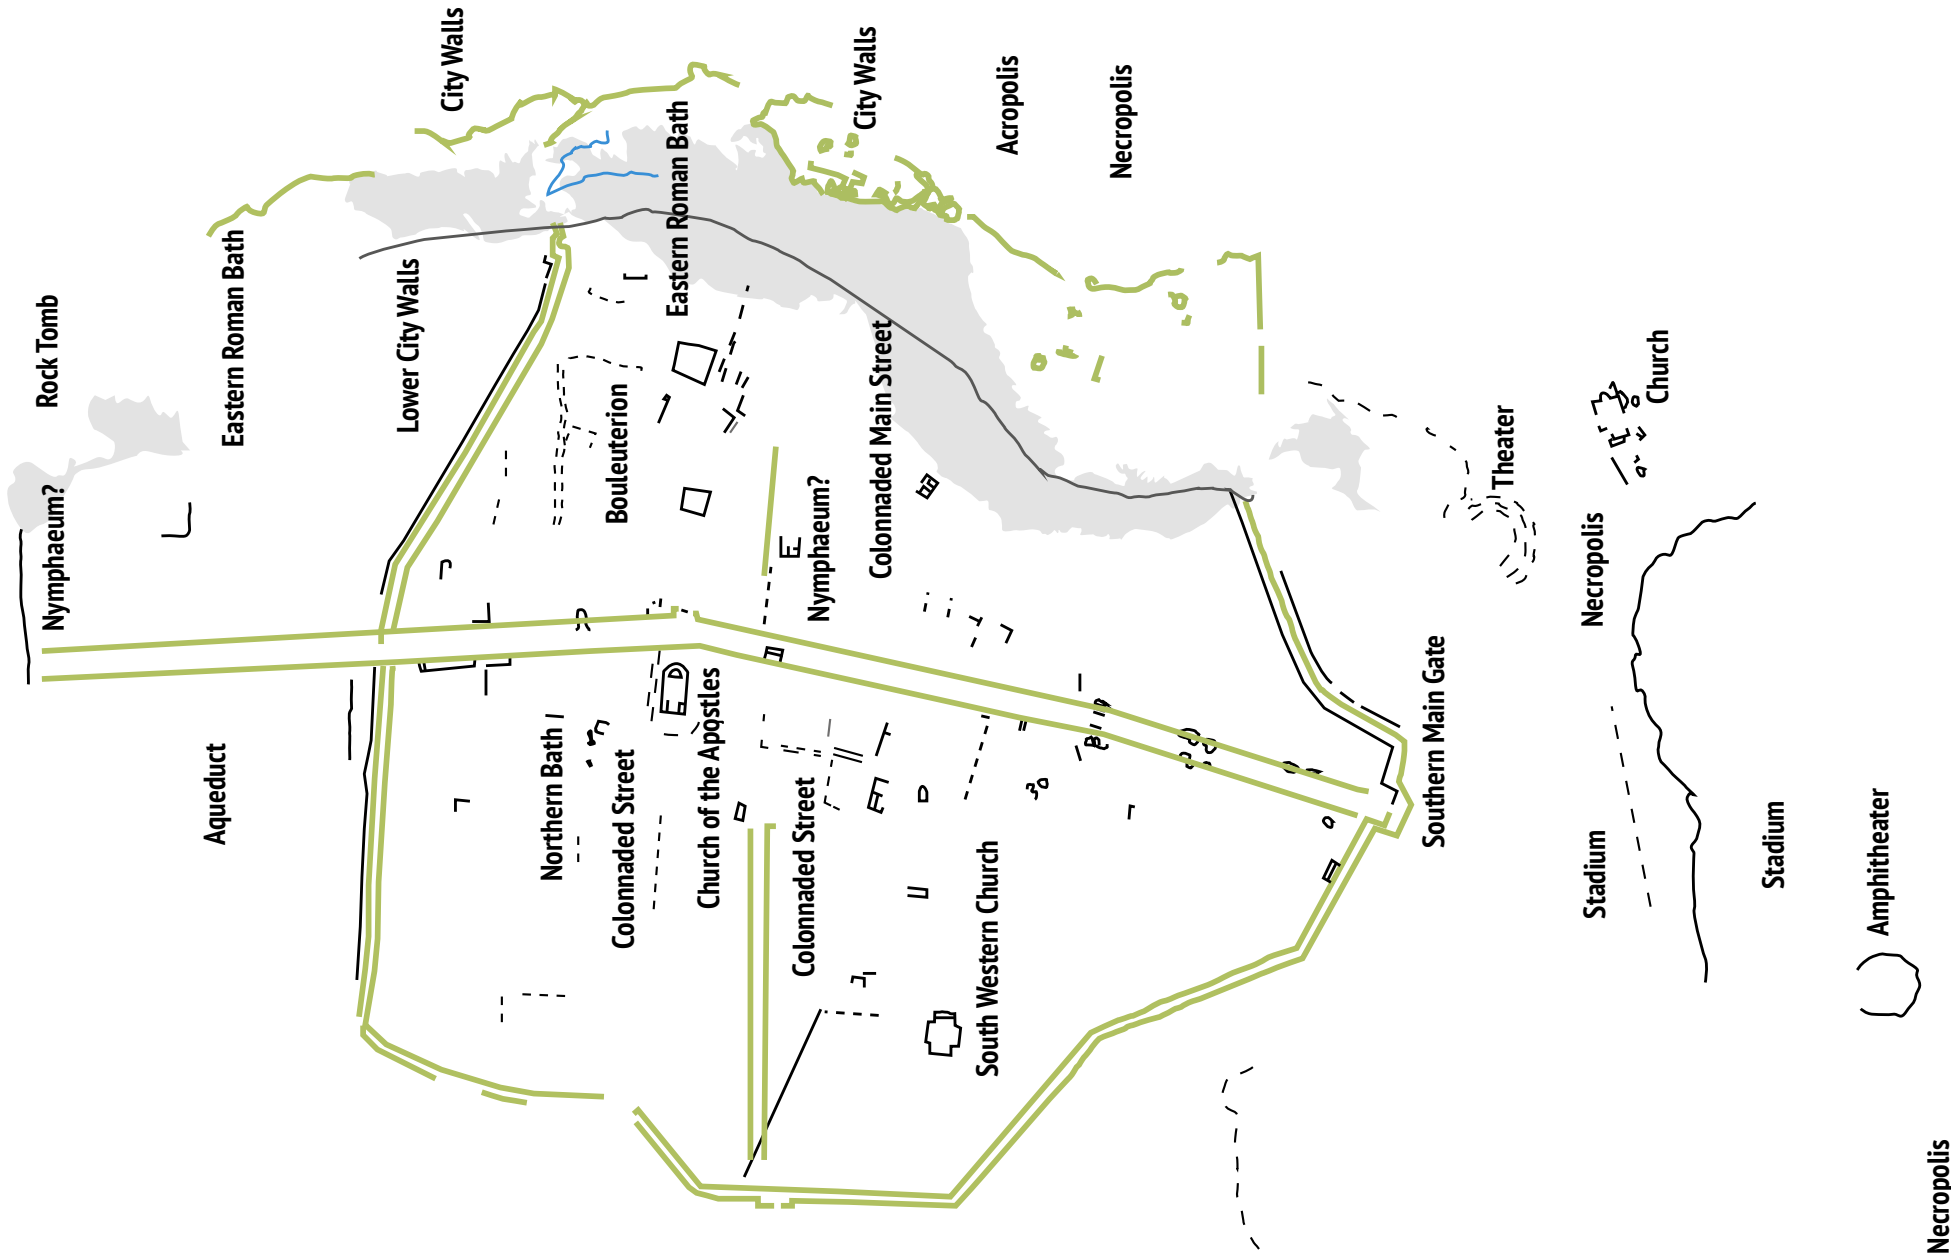 Rock Tomb
Nymphaeum?
Eastern Roman Bath
Aqueduct
Lower City Walls
City Walls
Northern Bath I
Bouleuterion
Colonnaded Street
Eastern Roman Bath
Church of the Apostles
Colonnaded Street
Nymphaeum?
City Walls
Colonnaded Main Street
South Western Church
Acropolis
Necropolis
Southern Main Gate
Theater
Necropolis
Stadium
Church
Stadium
Amphitheater
Necropolis